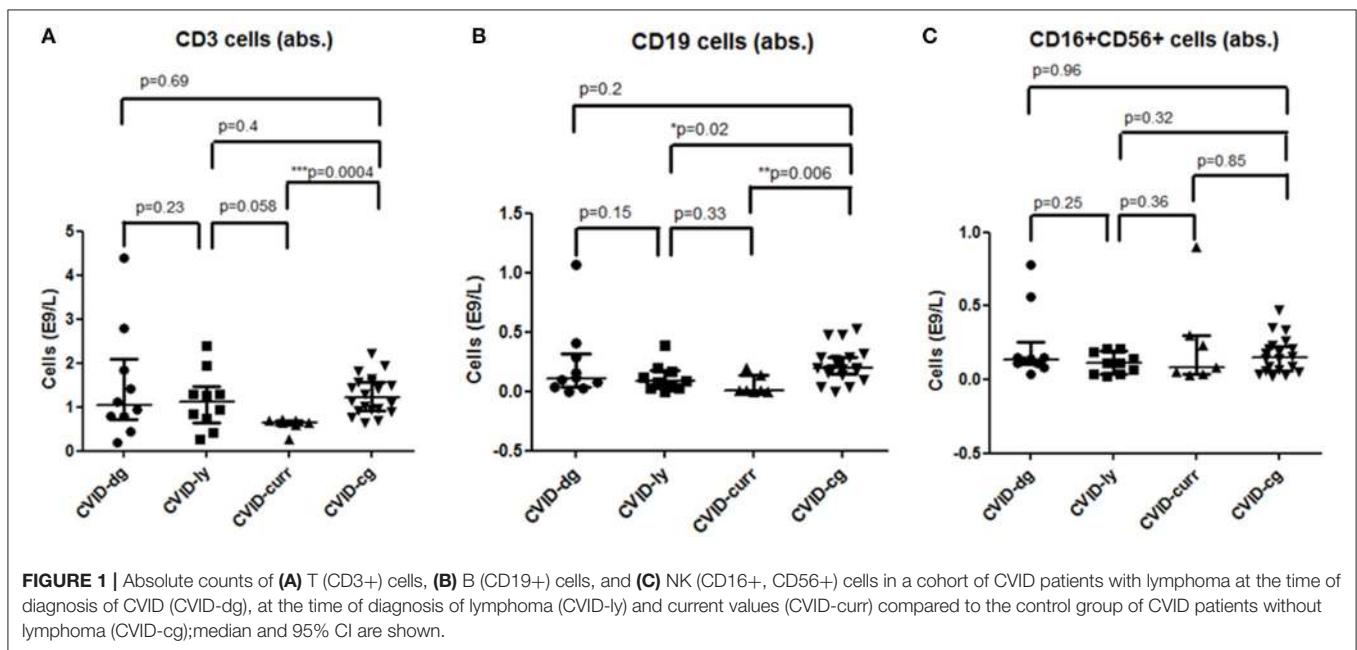 A
CD3 cells (abs.)
p=0.69
p=0.4
***p=0.0004
p=0.23
p=0.058
5
4
3
2
1
0
Cells (E9/L)
CVID-dg
CVID-ly
CVID-curr
CVID-cg
B
CD19 cells (abs.)
p=0.2
*p=0.02
**p=0.006
p=0.15
p=0.33
1.5
1.0
0.5
0.0
-0.5
Cells (E9/L)
CVID-dg
CVID-ly
CVID-curr
CVID-cg
C
CD16+CD56+ cells (abs.)
p=0.96
p=0.32
p=0.85
p=0.25
p=0.36
1.0
0.5
0.0
-0.5
Cells (E9/L)
CVID-dg
CVID-ly
CVID-curr
CVID-cg
FIGURE 1 | Absolute counts of (A) T (CD3+) cells, (B) B (CD19+) cells, and (C) NK (CD16+, CD56+) cells in a cohort of CVID patients with lymphoma at the time of
diagnosis of CVID (CVID-dg), at the time of diagnosis of lymphoma (CVID-ly) and current values (CVID-curr) compared to the control group of CVID patients without
lymphoma (CVID-cg);median and 95% CI are shown.